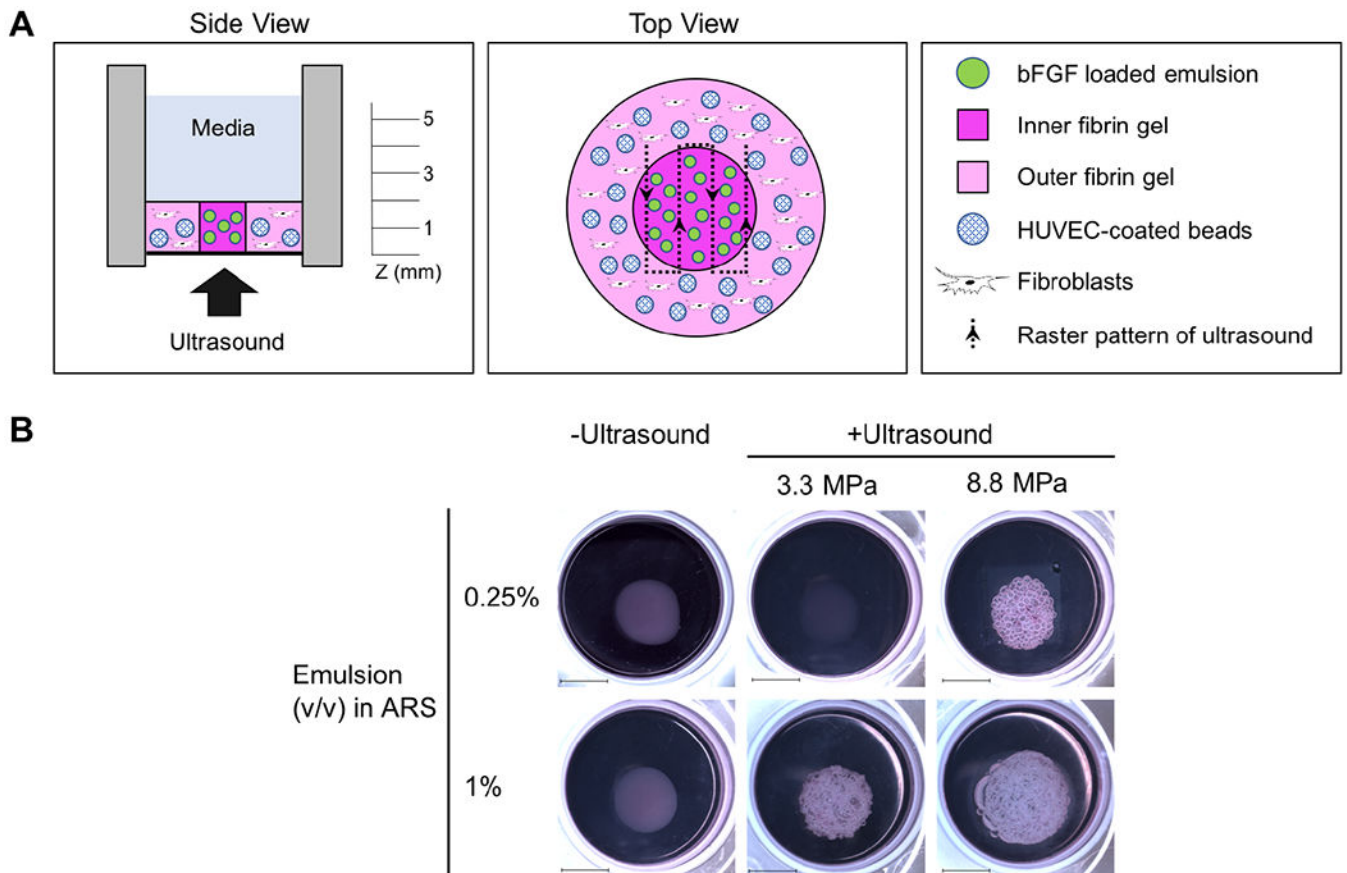 A
Side View
Top View
Media
5
3
1
Z (mm)
Ultrasound
bFGF loaded emulsion
Inner fibrin gel
Outer fibrin gel
HUVEC-coated beads
Fibroblasts
Raster pattern of ultrasound
B
-Ultrasound
+Ultrasound
3.3 MPa
8.8 MPa
0.25%
Emulsion
(v/v) in ARS
1%